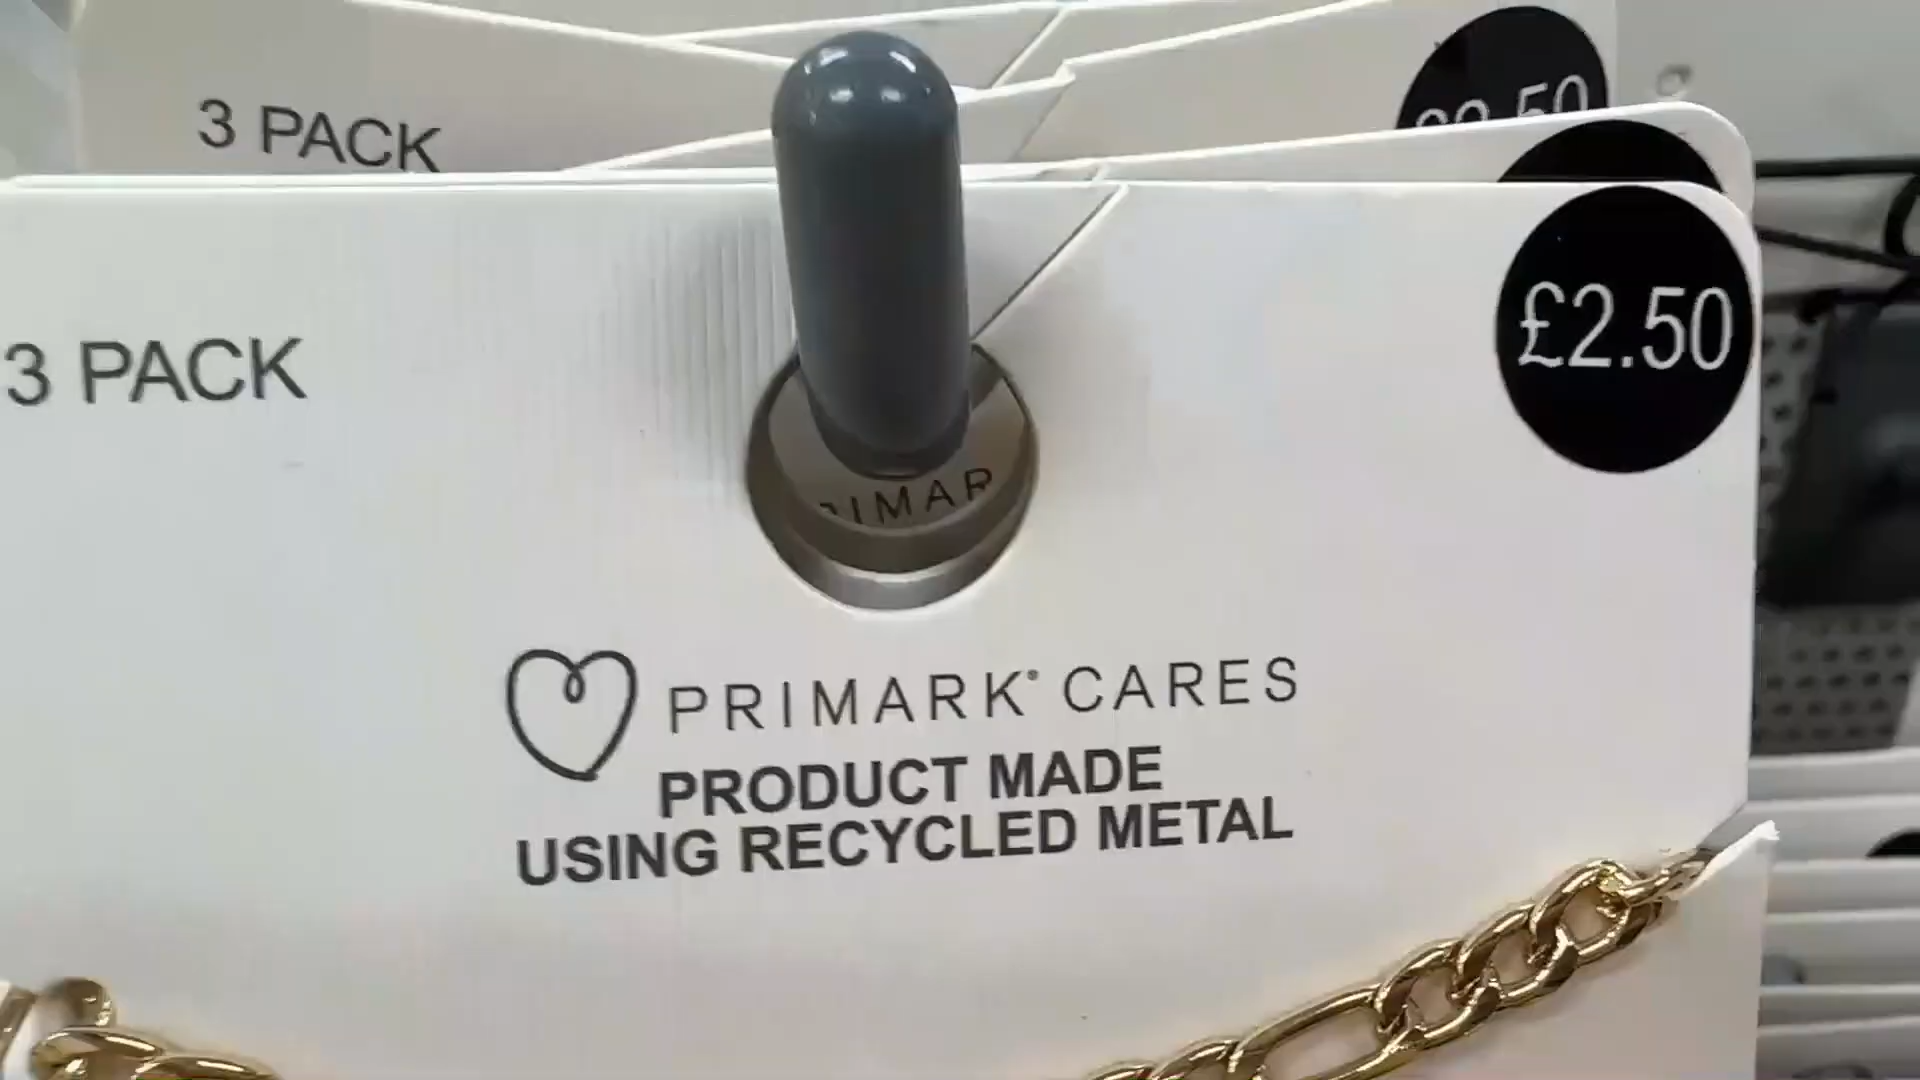 3 PACK
£2.50
3 PACK
PRIMARK CARES
PRODUCT MADE
USING RECYCLED METAL